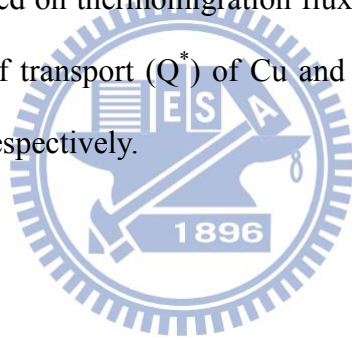 ed on thermomigration flux
f transport (Q*) of Cu and
espectively.
E S A
1896